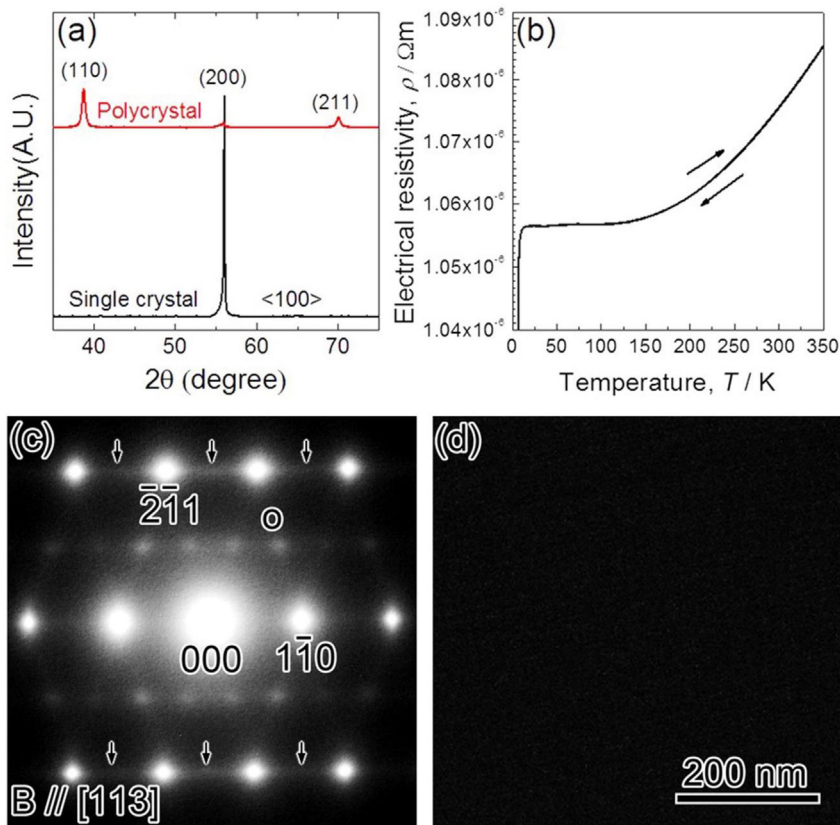 (a)
(110)
(200)
(211)
Polycrystal
Single crystal
<100>
Intensity(A.U.)
40
50
60
70
2θ (degree)
(b)
Electrical resistivity, ρ / Ωm
1.09x10⁻⁶
1.08x10⁻⁶
1.07x10⁻⁶
1.06x10⁻⁶
1.05x10⁻⁶
1.04x10⁻⁶
0 50 100 150 200 250 300 350
Temperature, T / K
(c)
2̅1̅1
o
000
11̅0
B // [113]
(d)
200 nm